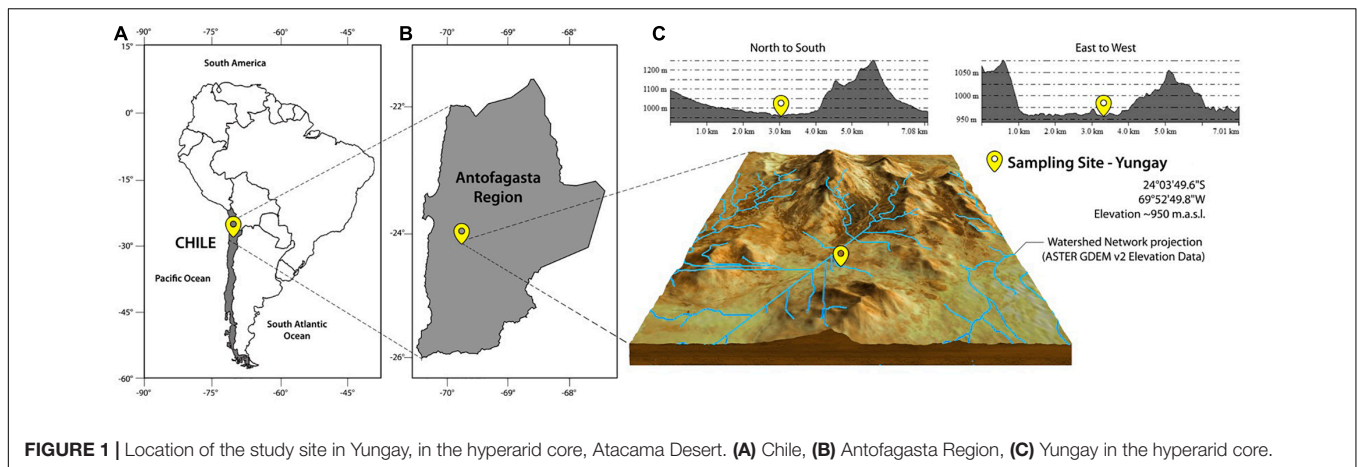 A
-90°
-75°
-60°
-45°
15°
0°
-15°
-30°
-45°
-60°
-90°
-75°
-60°
-45°
South America
CHILE
Pacific Ocean
South Atlantic
Ocean
B
-70°
-69°
-68°
-22°
-24°
-26°
-70°
-69°
-68°
Antofagasta
Region
C
North to South
1200 m
1100 m
1000 m
1.0 km 2.0 km 3.0 km 4.0 km 5.0 km 7.08 km
East to West
1050 m
1000 m
950 m
1.0 km 2.0 km 3.0 km 4.0 km 5.0 km 7.01 km
Sampling Site - Yungay
24°03'49.6"S
69°52'49.8"W
Elevation ~950 m.a.s.l.
Watershed Network projection
(ASTER GDEM v2 Elevation Data)
FIGURE 1 | Location of the study site in Yungay, in the hyperarid core, Atacama Desert. (A) Chile, (B) Antofagasta Region, (C) Yungay in the hyperarid core.